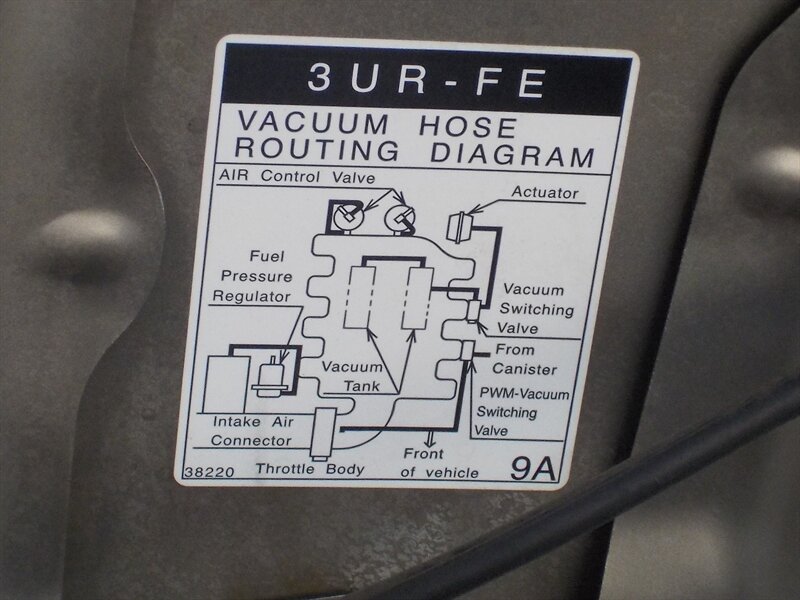 3UR-FE
VACUUM HOSE
ROUTING DIAGRAM
AIR Control Valve
Actuator
Fuel
Pressure
Regulator
Vacuum
Switching
Valve
From
Canister
Vacuum
Tank
PWM-Vacuum
Switching
Valve
Intake Air
Connector
Front
of vehicle
Throttle Body
38220
9A